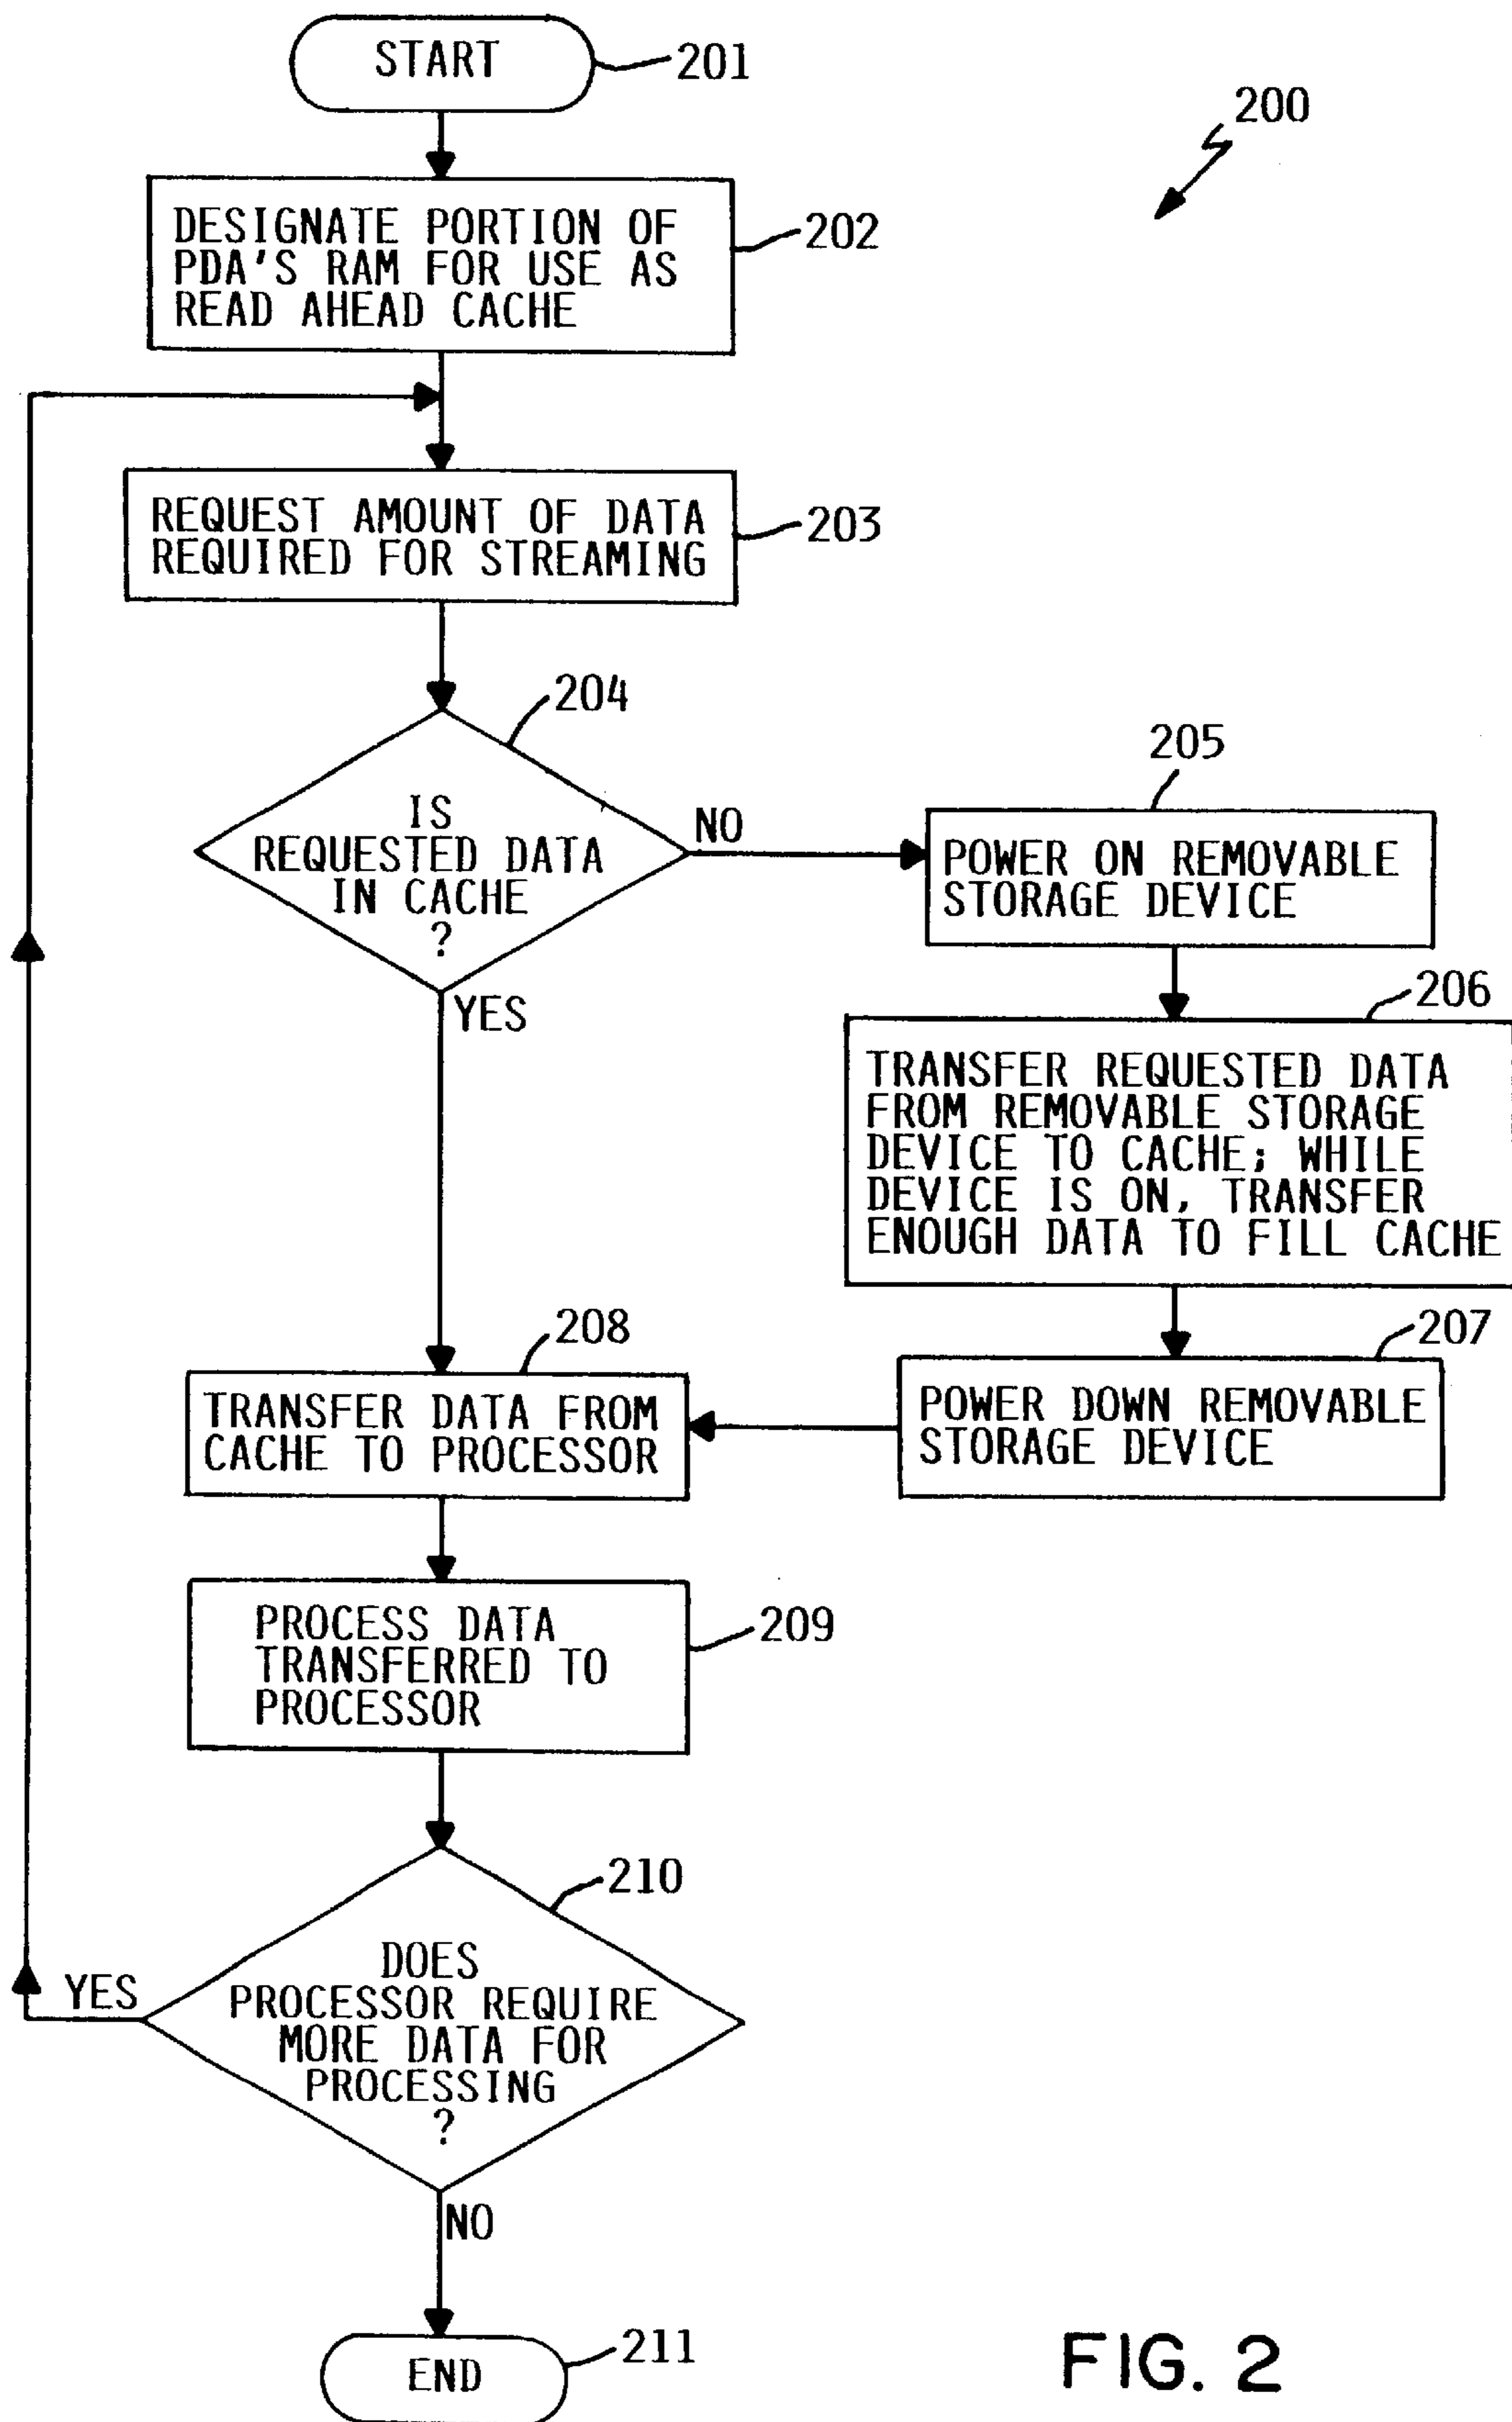 START
201
200
DESIGNATE PORTION OF
PDA'S RAM FOR USE AS
READ AHEAD CACHE
202
REQUEST AMOUNT OF DATA
REQUIRED FOR STREAMING
203
204
IS
REQUESTED DATA
IN CACHE
?
NO
YES
205
POWER ON REMOVABLE
STORAGE DEVICE
206
TRANSFER REQUESTED DATA
FROM REMOVABLE STORAGE
DEVICE TO CACHE; WHILE
DEVICE IS ON, TRANSFER
ENOUGH DATA TO FILL CACHE
207
POWER DOWN REMOVABLE
STORAGE DEVICE
208
TRANSFER DATA FROM
CACHE TO PROCESSOR
PROCESS DATA
TRANSFERRED TO
PROCESSOR
209
210
DOES
PROCESSOR REQUIRE
MORE DATA FOR
PROCESSING
?
YES
NO
END
211
FIG. 2